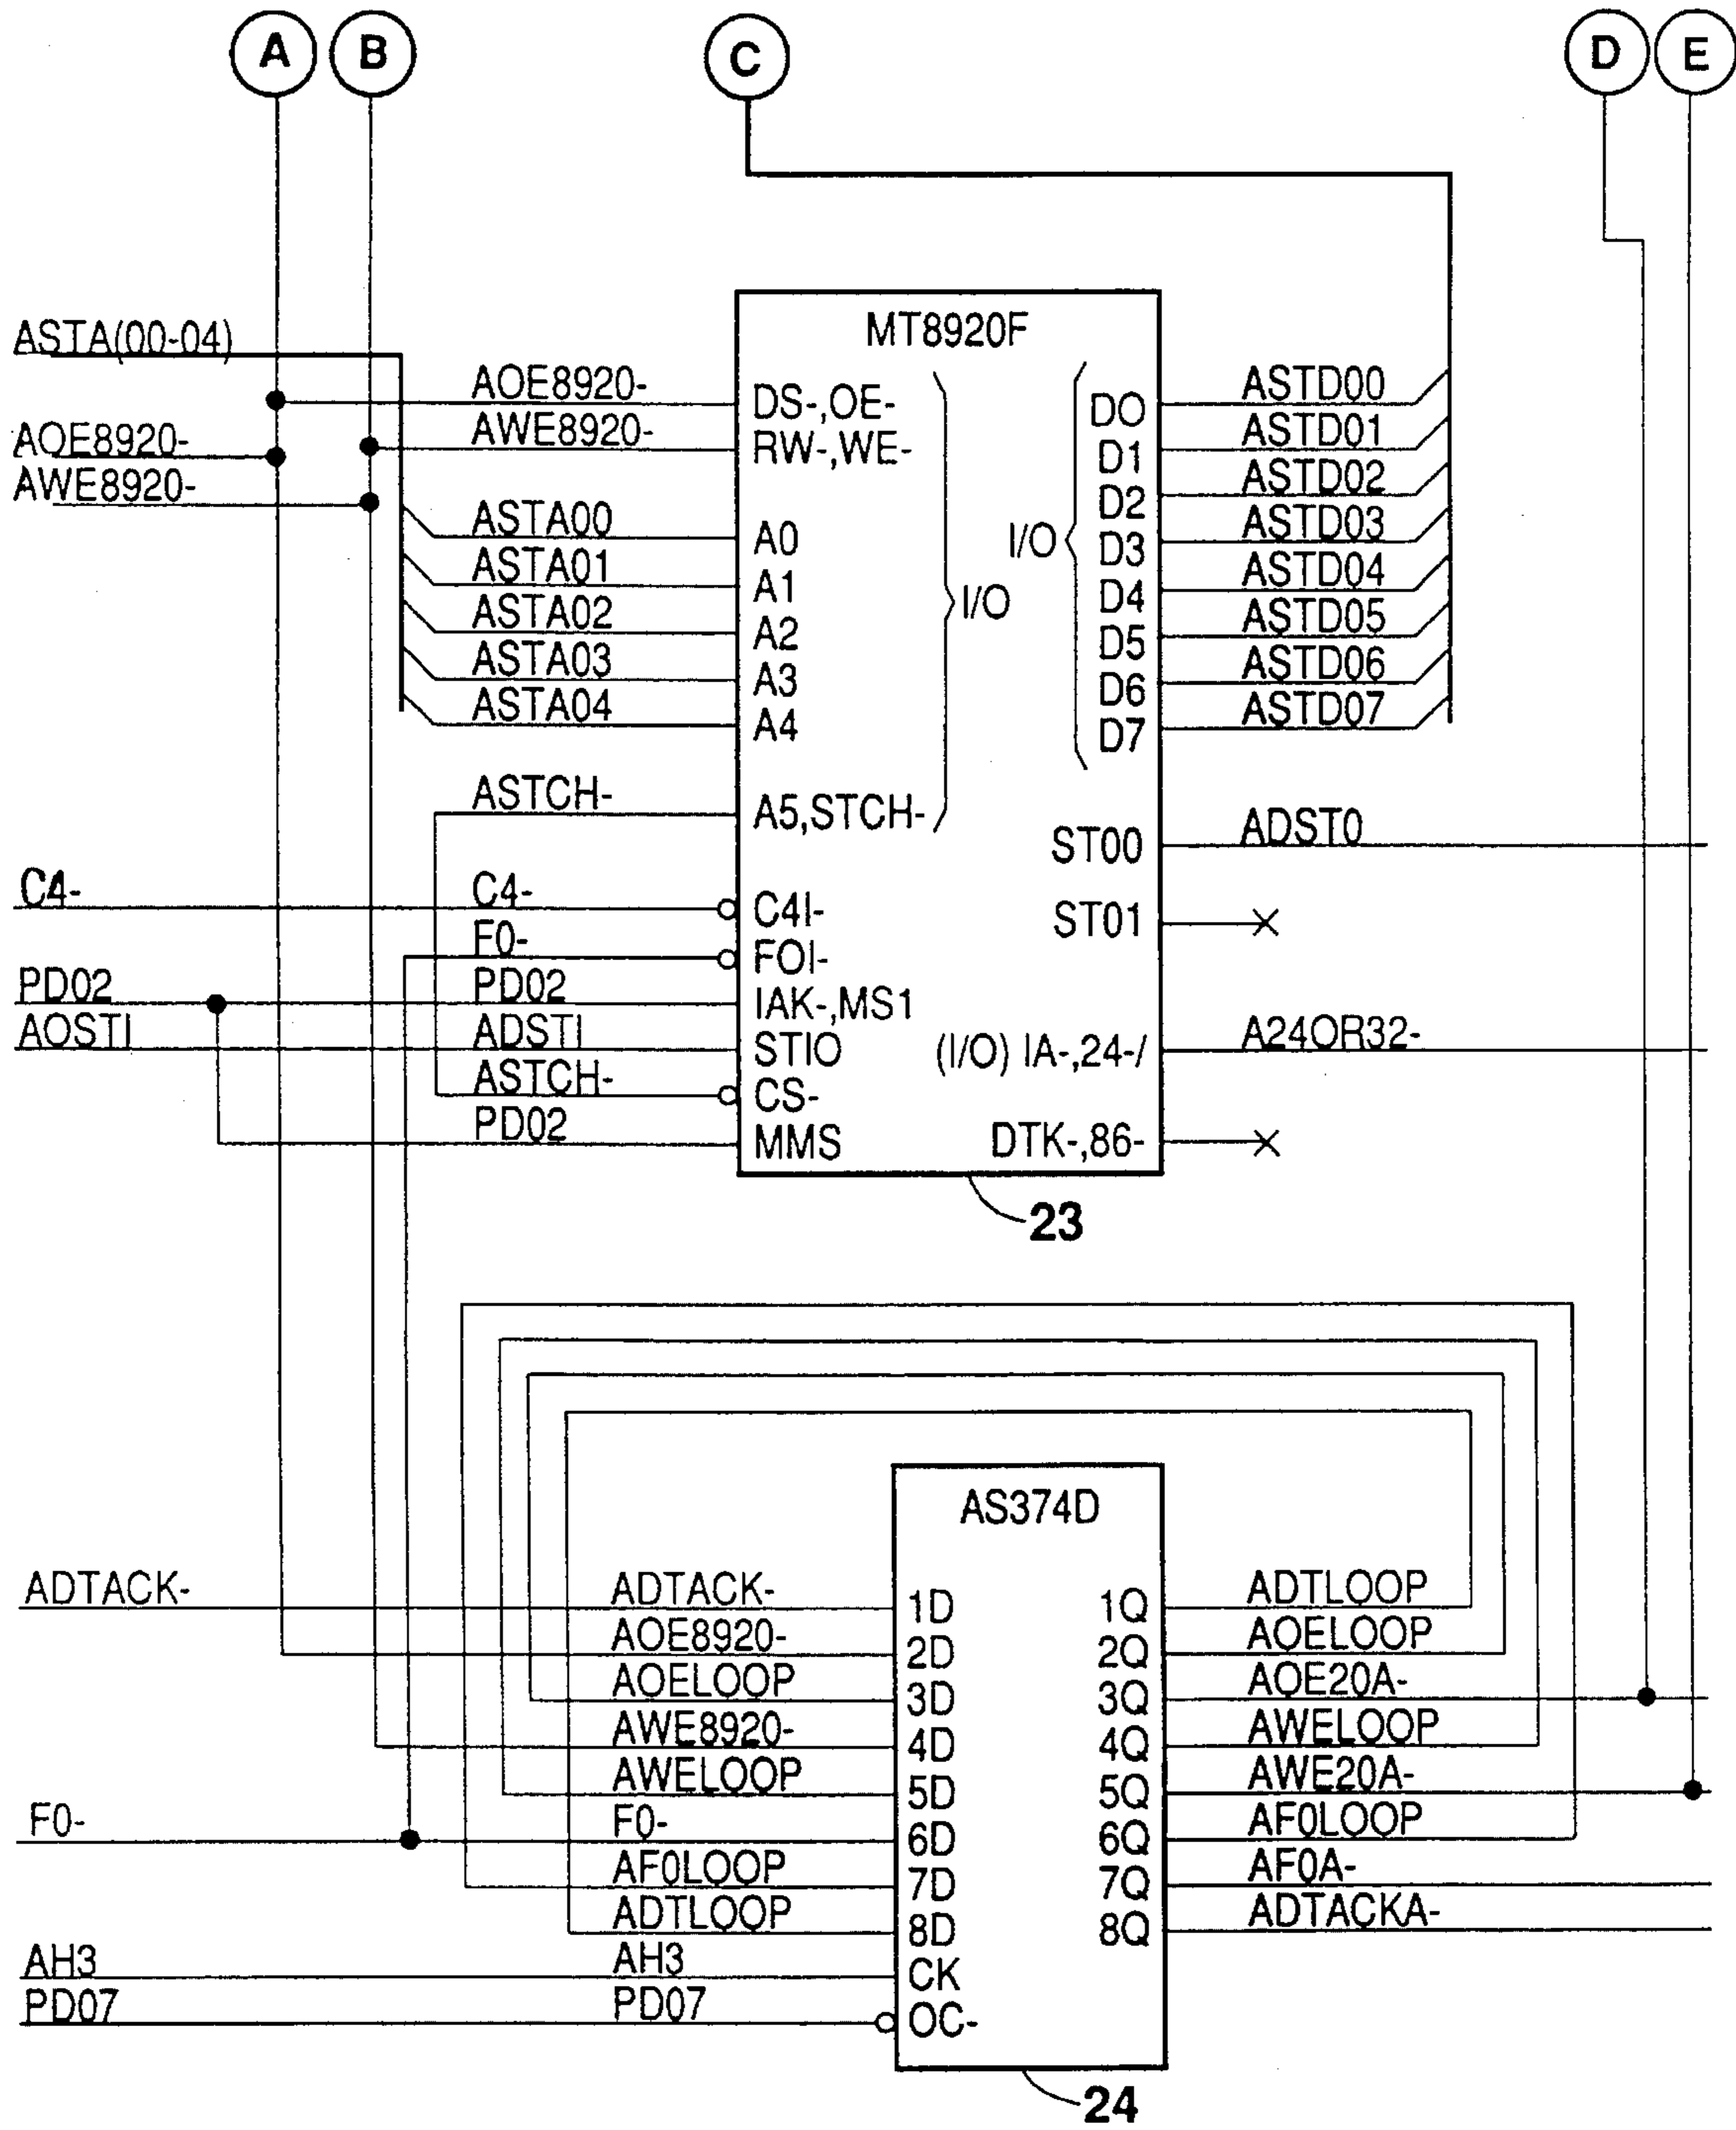 A B C D E
MT8920F
ASTA(00-04)
AOE8920-
AWE8920-
AOE8920- DS-,OE-
AWE8920- RW-,WE-
ASTA00 A0
ASTA01 A1
ASTA02 A2
ASTA03 A3
ASTA04 A4
I/O
ASTCH- A5,STCH-
I/O
DO ASTD00
D1 ASTD01
D2 ASTD02
D3 ASTD03
D4 ASTD04
D5 ASTD05
D6 ASTD06
D7 ASTD07
ST00 ADST0
ST01
C4- C4- C4I-
F0- FOI-
PD02 PD02 IAK-,MS1
AOSTI ADSTI STIO
(I/O) IA-,24-/ A24OR32-
ASTCH- CS-
PD02 MMS
DTK-,86-
23
AS374D
ADTACK- ADTACK- 1D 1Q ADTLOOP
AOE8920- 2D 2Q AOELOOP
AOELOOP 3D 3Q AOE20A-
AWE8920- 4D 4Q AWELOOP
AWELOOP 5D 5Q AWE20A-
F0- F0- 6D 6Q AF0LOOP
AF0LOOP 7D 7Q AF0A-
ADTLOOP 8D 8Q ADTACKA-
AH3 AH3 CK
PD07 PD07 OC-
24